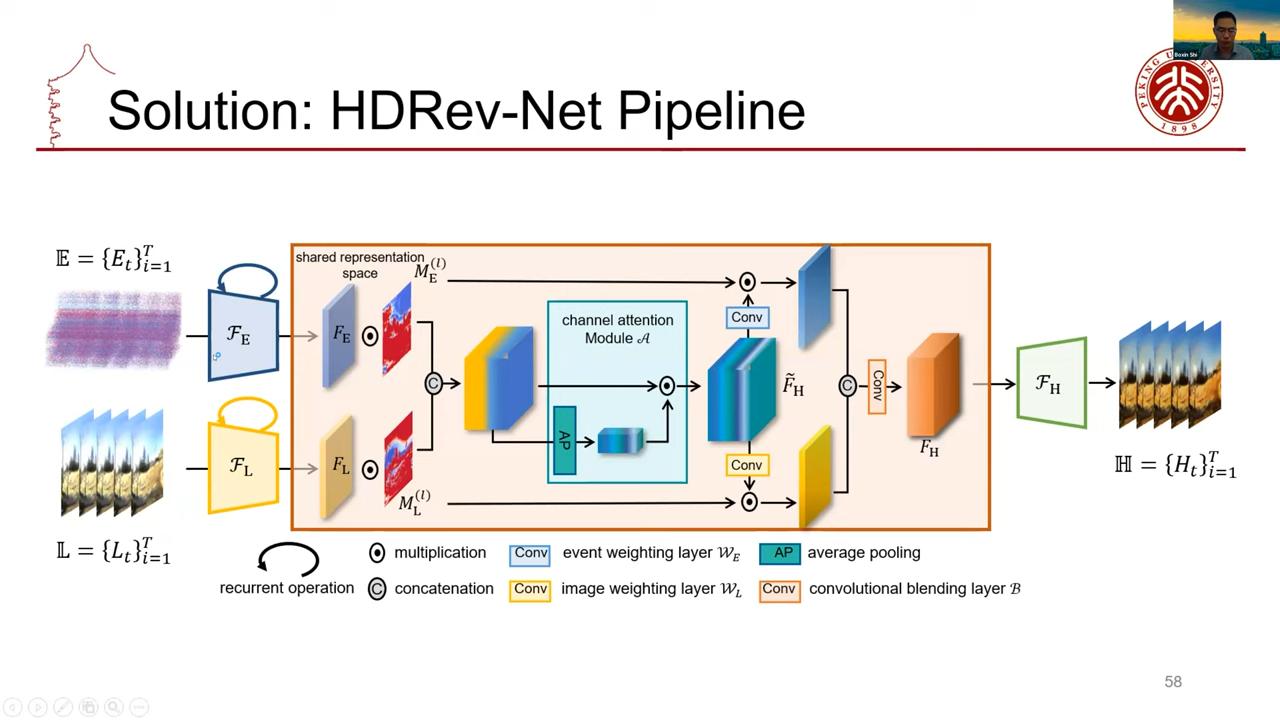 Boxin Shi
Solution: HDRev-Net Pipeline
PEKING UNIVERSITY
1898
𝔼 = {E_t}_{i=1}^T
shared representation
space
M_E^{(l)}
ℱ_E
F_E
Conv
channel attention
Module 𝒜
AP
F̃_H
C
C
Conv
F_H
ℱ_H
ℍ = {H_t}_{i=1}^T
ℱ_L
F_L
Conv
M_L^{(l)}
𝕃 = {L_t}_{i=1}^T
multiplication
Conv event weighting layer 𝒲_E
AP average pooling
recurrent operation
C concatenation
Conv image weighting layer 𝒲_L
Conv convolutional blending layer ℬ
58